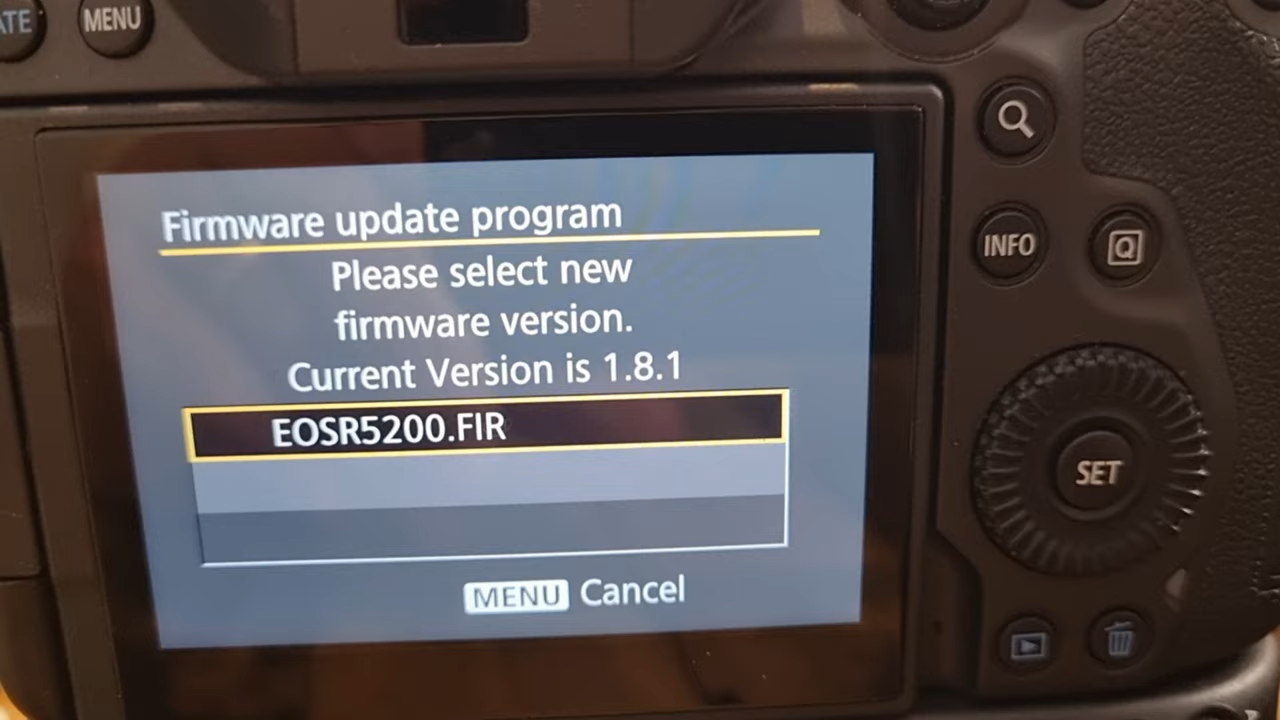 ATE MENU
Firmware update program
Please select new
firmware version.
Current Version is 1.8.1
EOSR5200.FIR
MENU Cancel
INFO
Q
SET